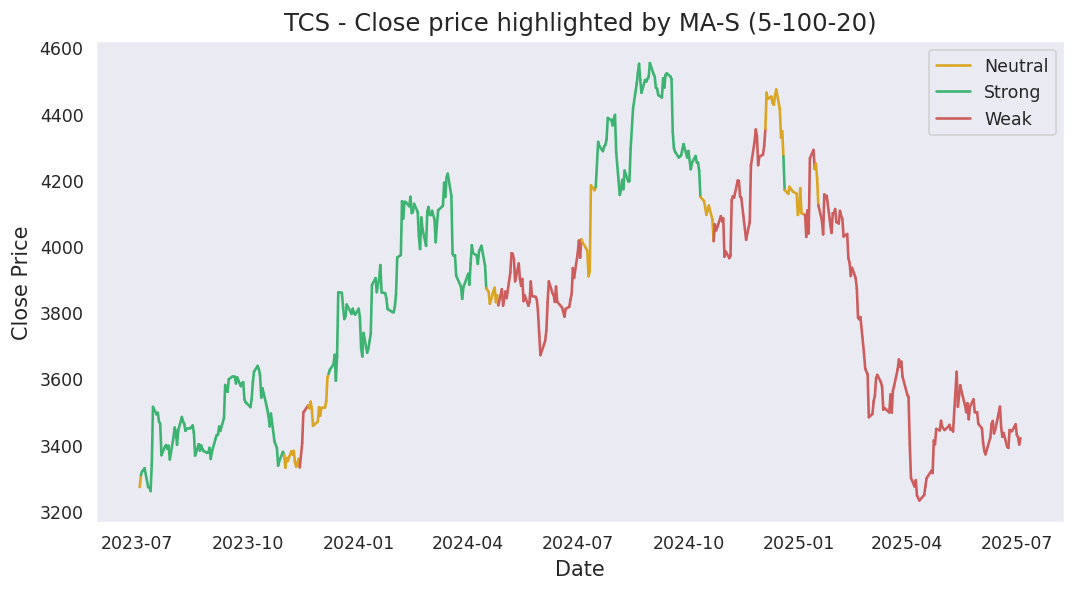 TCS - Close price highlighted by MA-S (5-100-20)
Close Price
4600
4400
4200
4000
3800
3600
3400
3200
Neutral
Strong
Weak
2023-07
2023-10
2024-01
2024-04
2024-07
2024-10
2025-01
2025-04
2025-07
Date